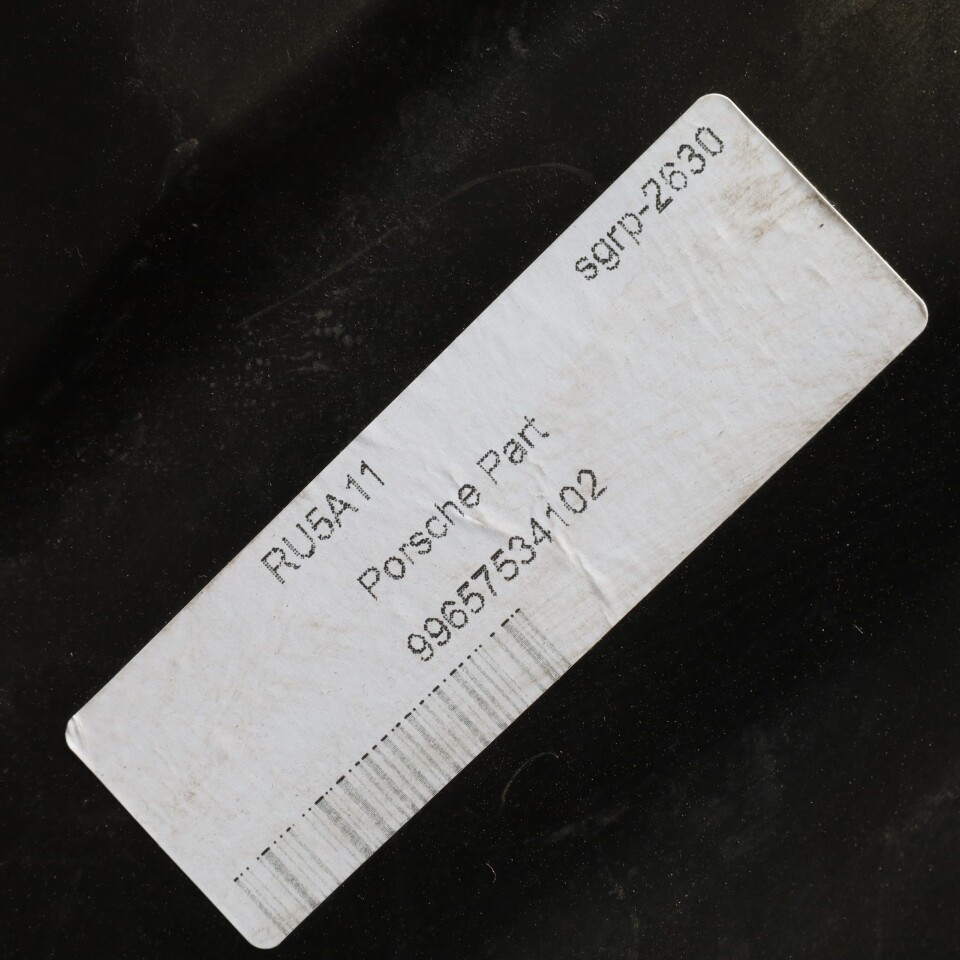 sgrp-2630
RU5A11
Porsche Part
99657534102